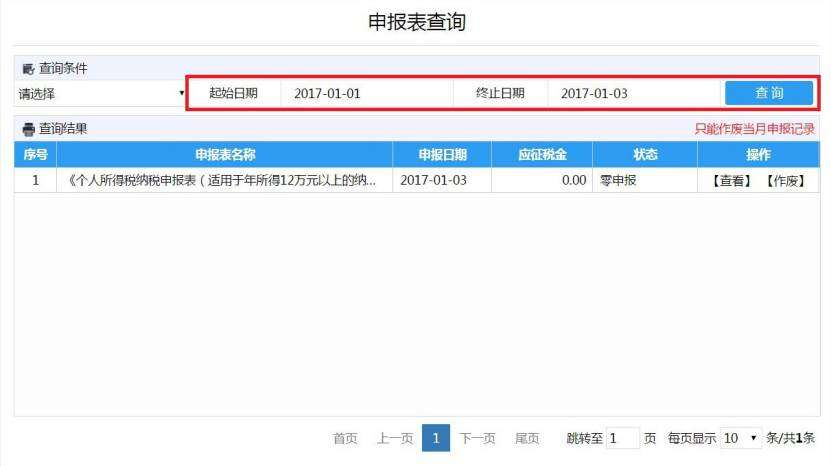 申报表查询
查询条件
请选择 起始日期 2017-01-01 终止日期 2017-01-03 查 询
查询结果 只能作废当月申报记录
序号 申报表名称 申报日期 应征税金 状态 操作
1 《个人所得税纳税申报表（适用于年所得12万元以上的纳... 2017-01-03 0.00 零申报 【查看】 【作废】
首页 上一页 1 下一页 尾页 跳转至 1 页 每页显示 10 条/共1条